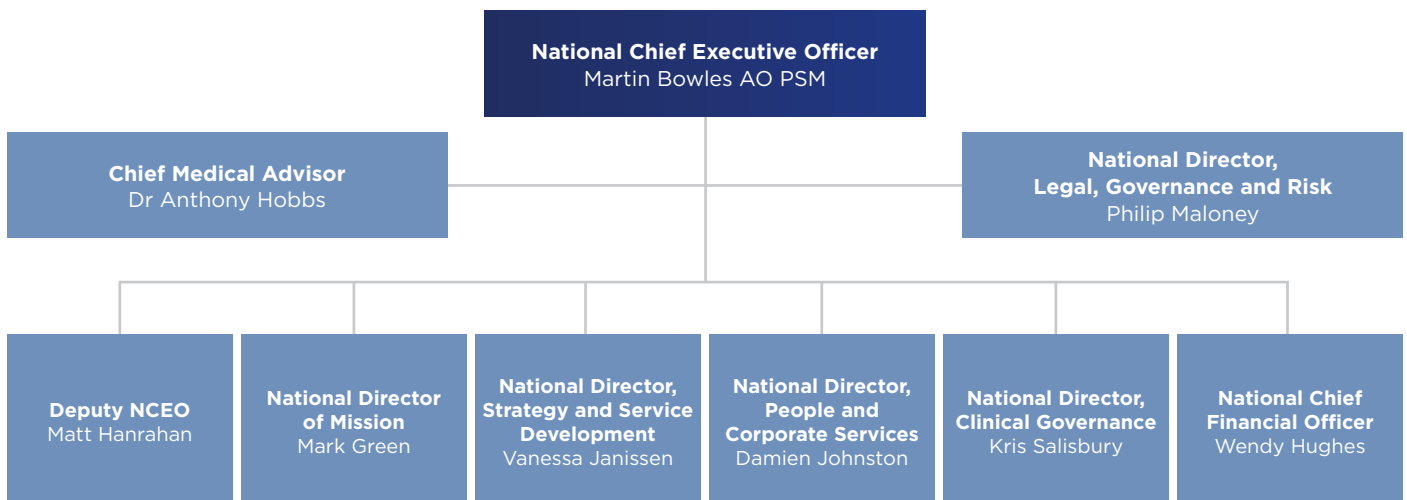 National Chief Executive Officer
Martin Bowles AO PSM
Chief Medical Advisor
Dr Anthony Hobbs
National Director,
Legal, Governance and Risk
Philip Maloney
Deputy NCEO
Matt Hanrahan
National Director
of Mission
Mark Green
National Director,
Strategy and Service
Development
Vanessa Janissen
National Director,
People and
Corporate Services
Damien Johnston
National Director,
Clinical Governance
Kris Salisbury
National Chief
Financial Officer
Wendy Hughes